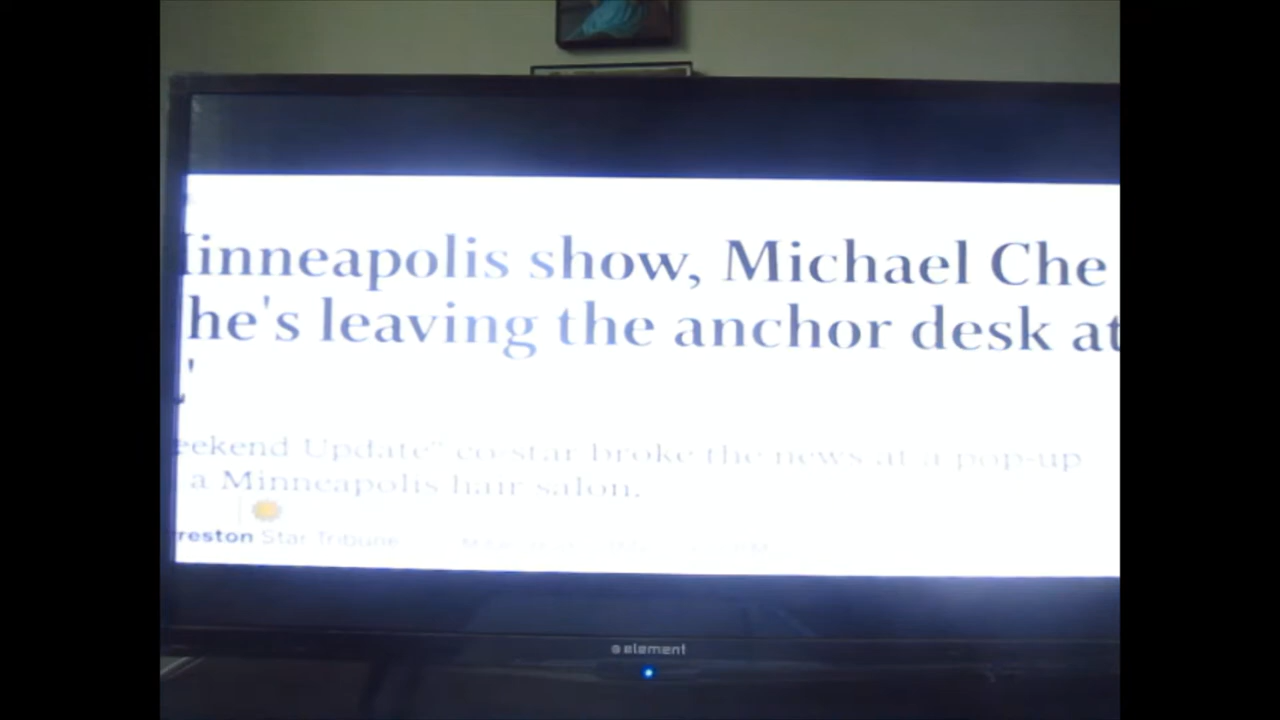 inneapolis show, Michael Che
he's leaving the anchor desk at
'
eekend Update" co-star broke the news at a pop-up
a Minneapolis hair salon.
reston Star Tribune
element